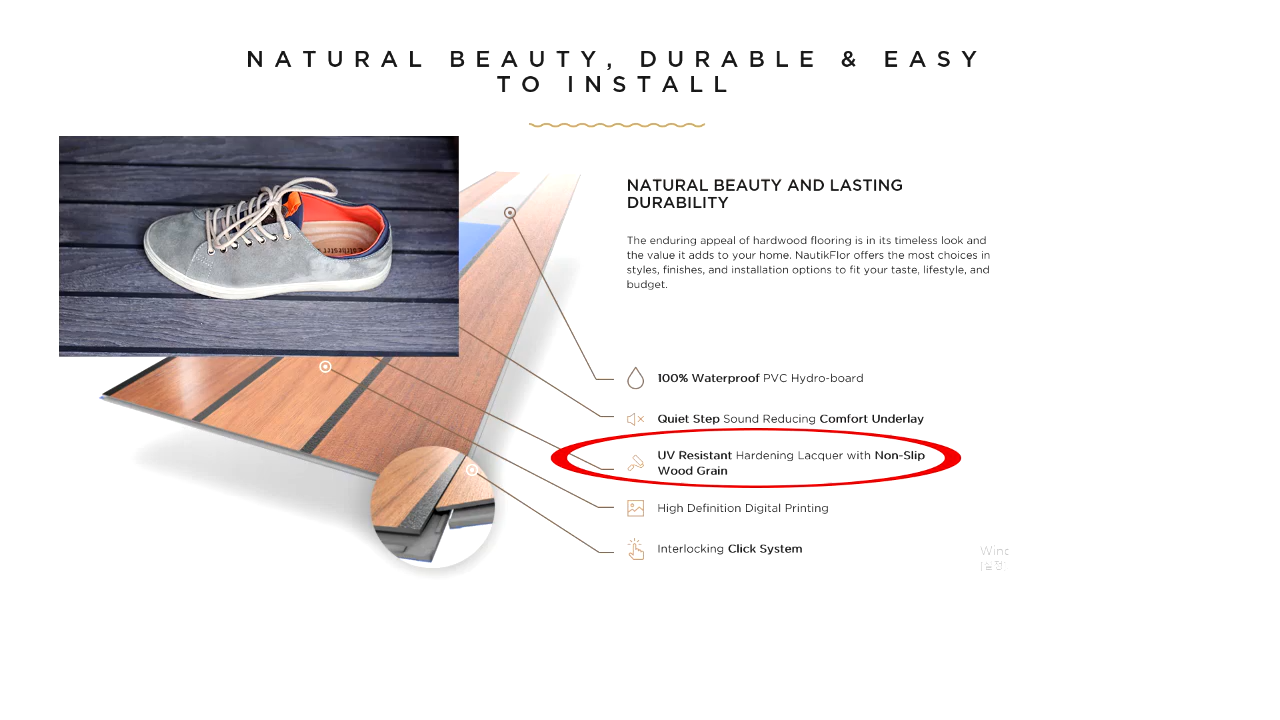 NATURAL BEAUTY, DURABLE & EASY
TO INSTALL
NATURAL BEAUTY AND LASTING
DURABILITY
The enduring appeal of hardwood flooring is in its timeless look and
the value it adds to your home. NautikFlor offers the most choices in
styles, finishes, and installation options to fit your taste, lifestyle, and
budget.
100% Waterproof PVC Hydro-board
Quiet Step Sound Reducing Comfort Underlay
UV Resistant Hardening Lacquer with Non-Slip
Wood Grain
High Definition Digital Printing
Interlocking Click System
Wind